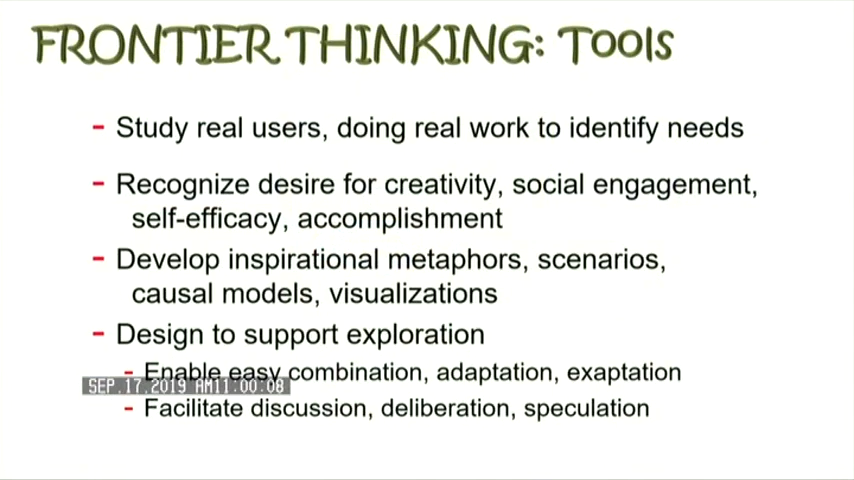 FRONTIER THINKING: Tools
- Study real users, doing real work to identify needs
- Recognize desire for creativity, social engagement,
self-efficacy, accomplishment
- Develop inspirational metaphors, scenarios,
causal models, visualizations
- Design to support exploration
- Enable easy combination, adaptation, exaptation
SEP.17.2019 AM11:00:08
- Facilitate discussion, deliberation, speculation